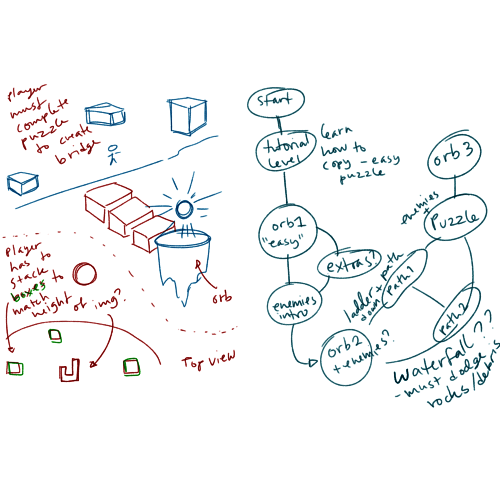 player
must
complete
puzzle
to create
bridge
player
has to
stack
boxes to
match
height of img?
orb
Top view
start
tutorial
level
learn
how to
copy - easy
puzzle
orb1
"easy"
extras?
enemies
intro
orb2
+ enemies?
ladder + path
down
path1
path2
enemies
+
Puzzle
orb3
waterfall??
- must dodge
rocks/debris